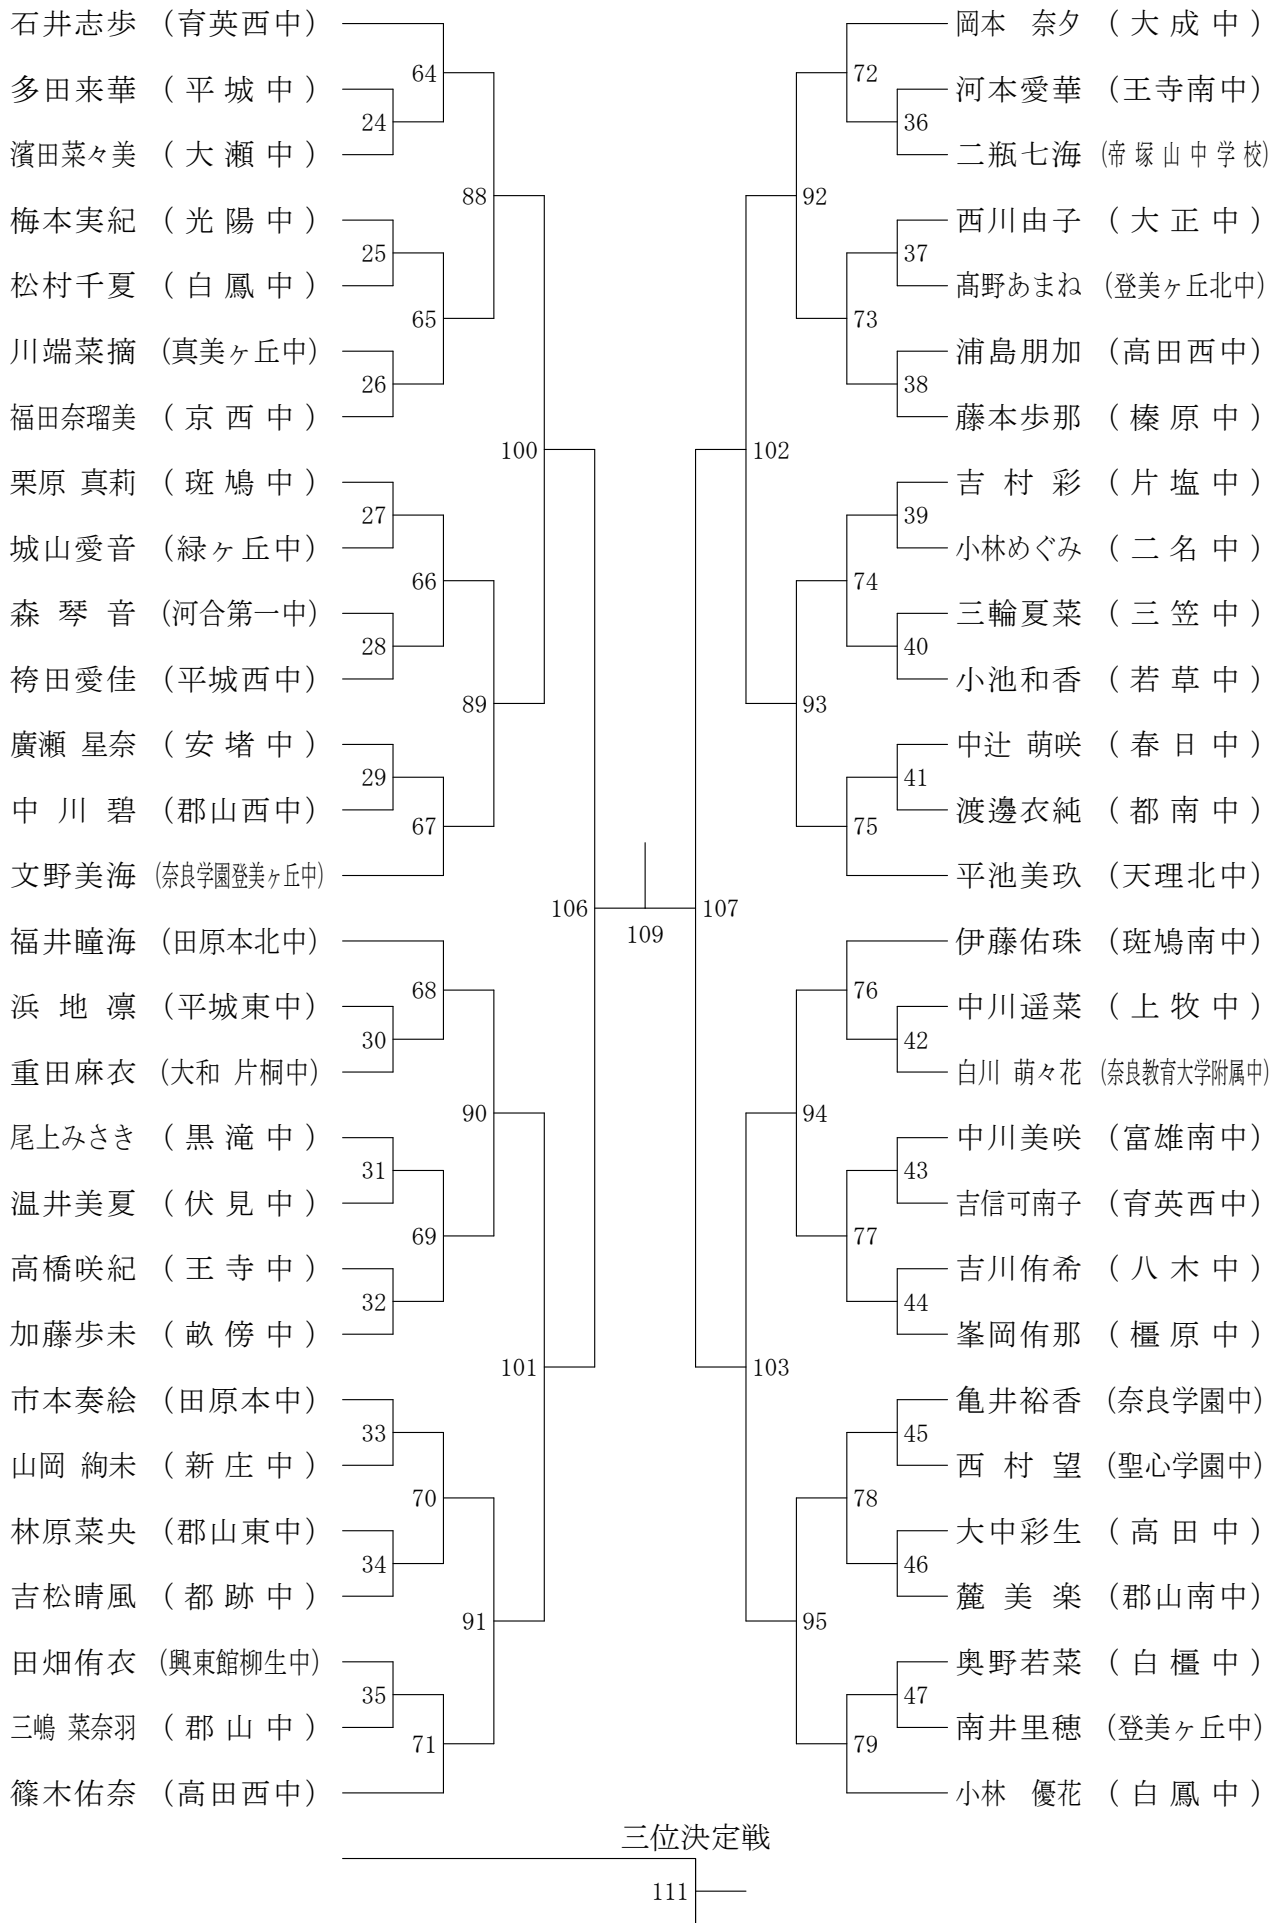 石井志歩 (育英西中)
64
多田来華 (平城中)
24
濱田菜々美 (大瀬中)
88
梅本実紀 (光陽中)
25
松村千夏 (白鳳中)
65
川端菜摘 (真美ヶ丘中)
26
福田奈瑠美 (京西中)
100
栗原 真莉 (斑鳩中)
27
城山愛音 (緑ヶ丘中)
66
森琴音 (河合第一中)
28
袴田愛佳 (平城西中)
89
廣瀬 星奈 (安堵中)
29
中川碧 (郡山西中)
67
文野美海 (奈良学園登美ヶ丘中)
106
福井瞳海 (田原本北中)
68
浜地凛 (平城東中)
30
重田麻衣 (大和 片桐中)
90
尾上みさき (黒滝中)
31
温井美夏 (伏見中)
69
高橋咲紀 (王寺中)
32
加藤歩未 (畝傍中)
101
市本奏絵 (田原本中)
33
山岡 絢未 (新庄中)
70
林原菜央 (郡山東中)
34
吉松晴風 (都跡中)
91
田畑侑衣 (興東館柳生中)
35
三嶋 菜奈羽 (郡山中)
71
篠木佑奈 (高田西中)
109
岡本 奈夕 (大成中)
72
河本愛華 (王寺南中)
36
二瓶七海 (帝塚山中学校)
92
西川由子 (大正中)
37
髙野あまね (登美ヶ丘北中)
73
浦島朋加 (高田西中)
38
藤本歩那 (榛原中)
102
吉村彩 (片塩中)
39
小林めぐみ (二名中)
74
三輪夏菜 (三笠中)
40
小池和香 (若草中)
93
中辻 萌咲 (春日中)
41
渡邊衣純 (都南中)
75
平池美玖 (天理北中)
107
伊藤佑珠 (斑鳩南中)
76
中川遥菜 (上牧中)
42
白川 萌々花 (奈良教育大学附属中)
94
中川美咲 (富雄南中)
43
吉信可南子 (育英西中)
77
吉川侑希 (八木中)
44
峯岡侑那 (橿原中)
103
亀井裕香 (奈良学園中)
45
西村望 (聖心学園中)
78
大中彩生 (高田中)
46
麓美楽 (郡山南中)
95
奥野若菜 (白橿中)
47
南井里穂 (登美ヶ丘中)
79
小林 優花 (白鳳中)
三位決定戦
111